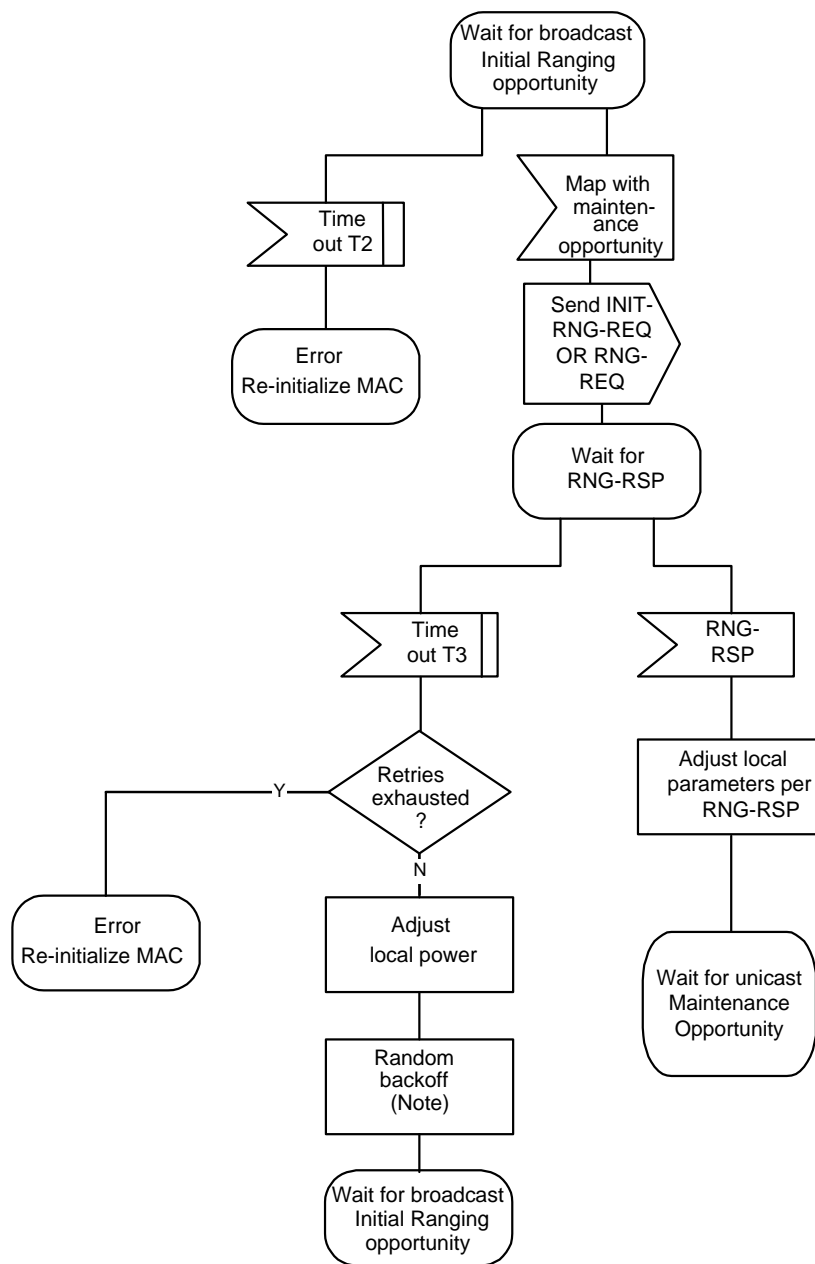 Wait for broadcast
Initial Ranging
opportunity
Time
out T2
Map with
mainten-
ance
opportunity
Error
Re-initialize MAC
Send INIT-
RNG-REQ
OR RNG-
REQ
Wait for
RNG-RSP
Time
out T3
RNG-
RSP
Retries
exhausted
?
Y
N
Adjust local
parameters per
RNG-RSP
Error
Re-initialize MAC
Adjust
local power
Wait for unicast
Maintenance
Opportunity
Random
backoff
(Note)
Wait for broadcast
Initial Ranging
opportunity